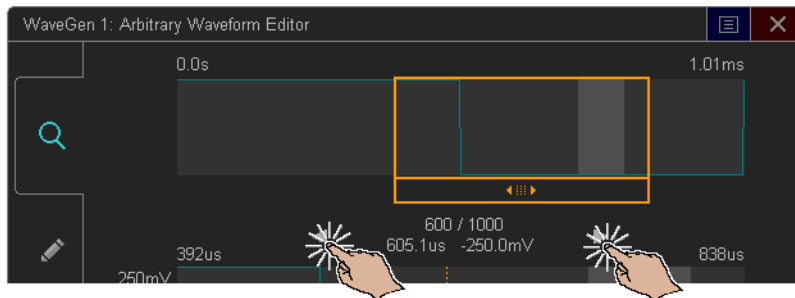 WaveGen 1: Arbitrary Waveform Editor
0.0s 1.01ms
600 / 1000
392us 605.1us -250.0mV 838us
250mV